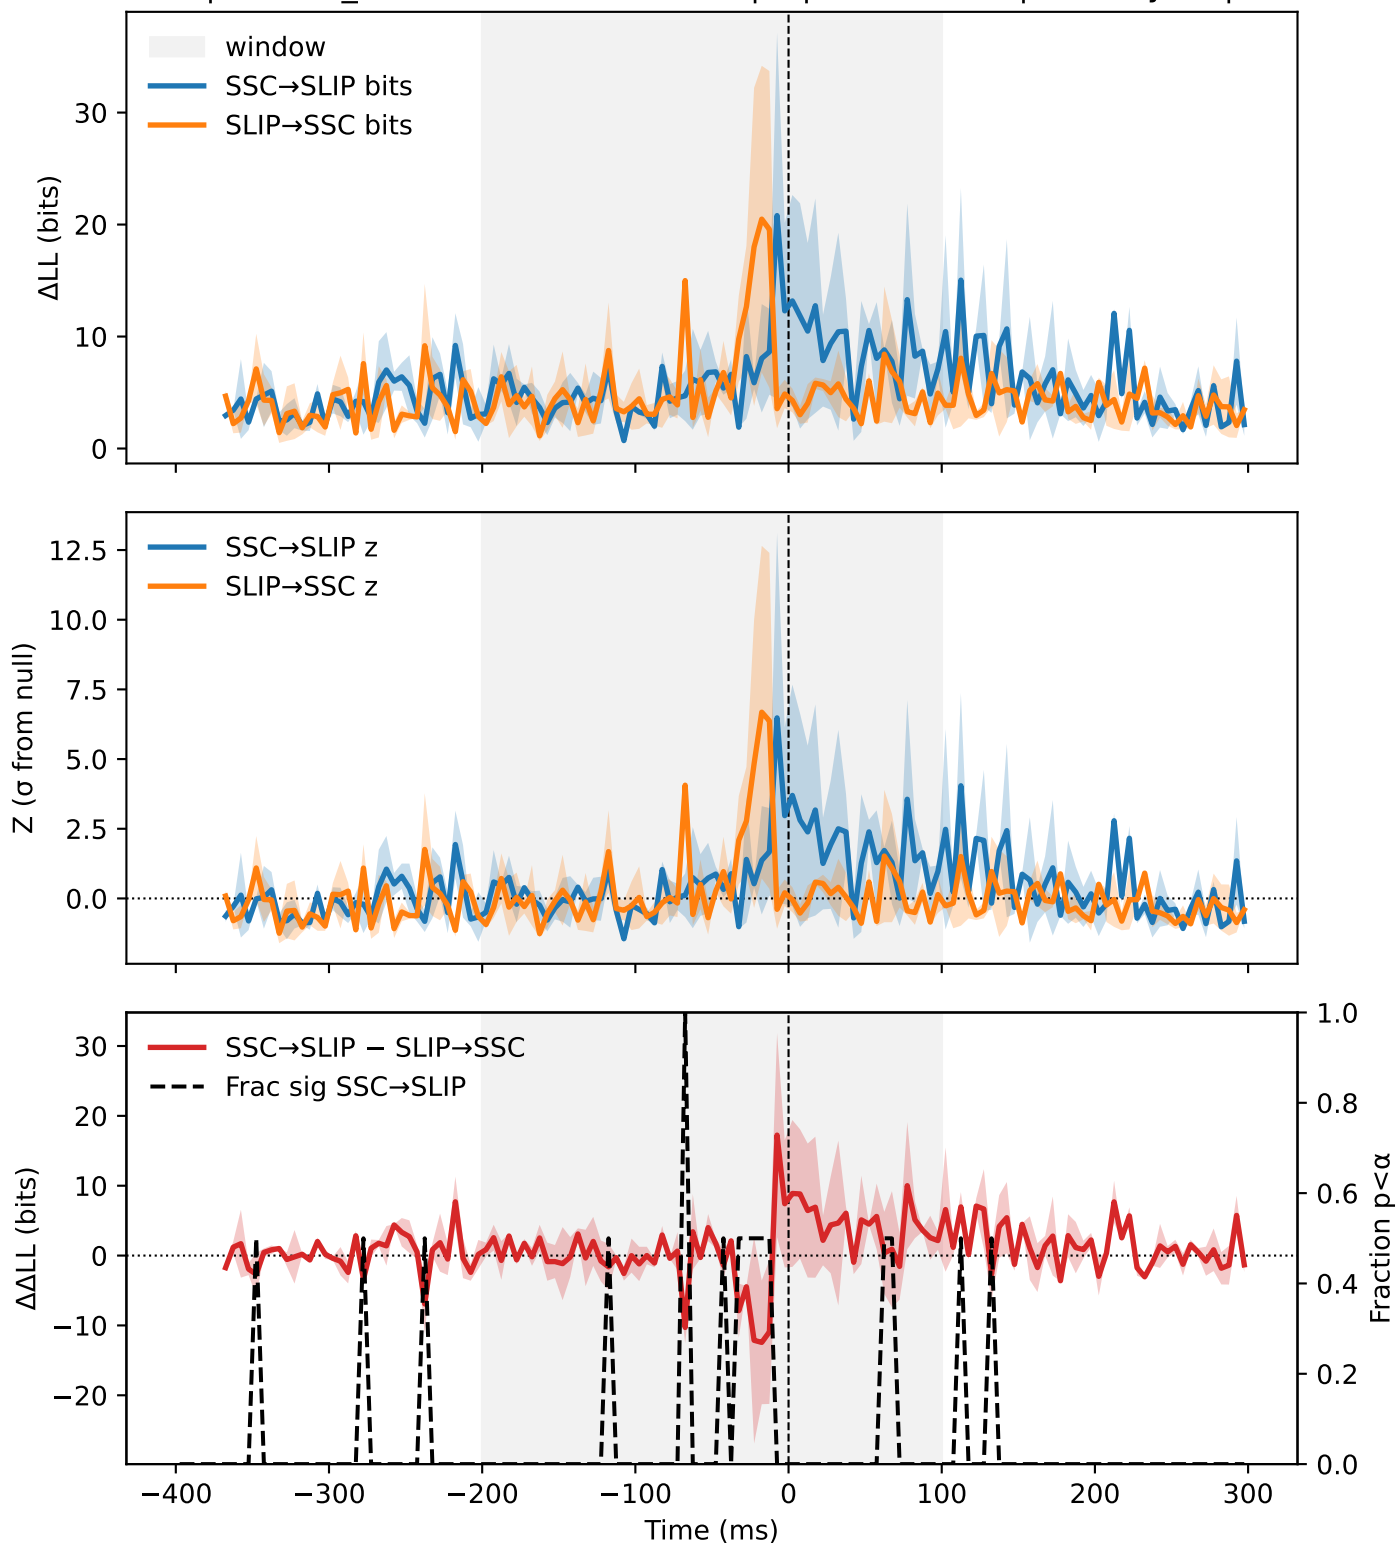 window
SSC→SLIP bits
SLIP→SSC bits
30
20
10
0
ΔLL (bits)
SSC→SLIP z
SLIP→SSC z
12.5
10.0
7.5
5.0
2.5
0.0
Z (σ from null)
SSC→SLIP − SLIP→SSC
Frac sig SSC→SLIP
30
20
10
0
−10
−20
ΔΔLL (bits)
1.0
0.8
0.6
0.4
0.2
0.0
Fraction p<α
−400 −300 −200 −100 0 100 200 300
Time (ms)